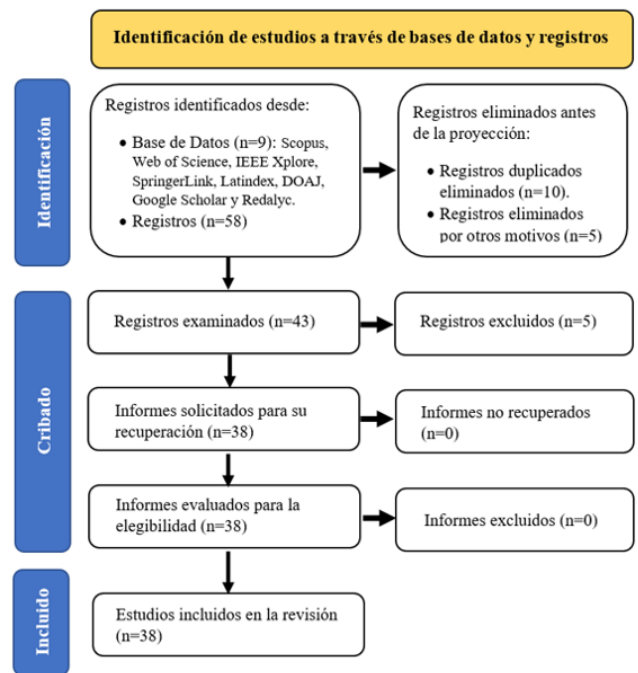 Identificación de estudios a través de bases de datos y registros
Identificación
Registros identificados desde:
• Base de Datos (n=9): Scopus,
Web of Science, IEEE Xplore,
SpringerLink, Latindex, DOAJ,
Google Scholar y Redalyc.
• Registros (n=58)
Registros eliminados antes
de la proyección:
• Registros duplicados
eliminados (n=10).
• Registros eliminados
por otros motivos (n=5)
Cribado
Registros examinados (n=43)
Registros excluidos (n=5)
Informes solicitados para su
recuperación (n=38)
Informes no recuperados
(n=0)
Informes evaluados para la
elegibilidad (n=38)
Informes excluidos (n=0)
Incluido
Estudios incluidos en la revisión
(n=38)